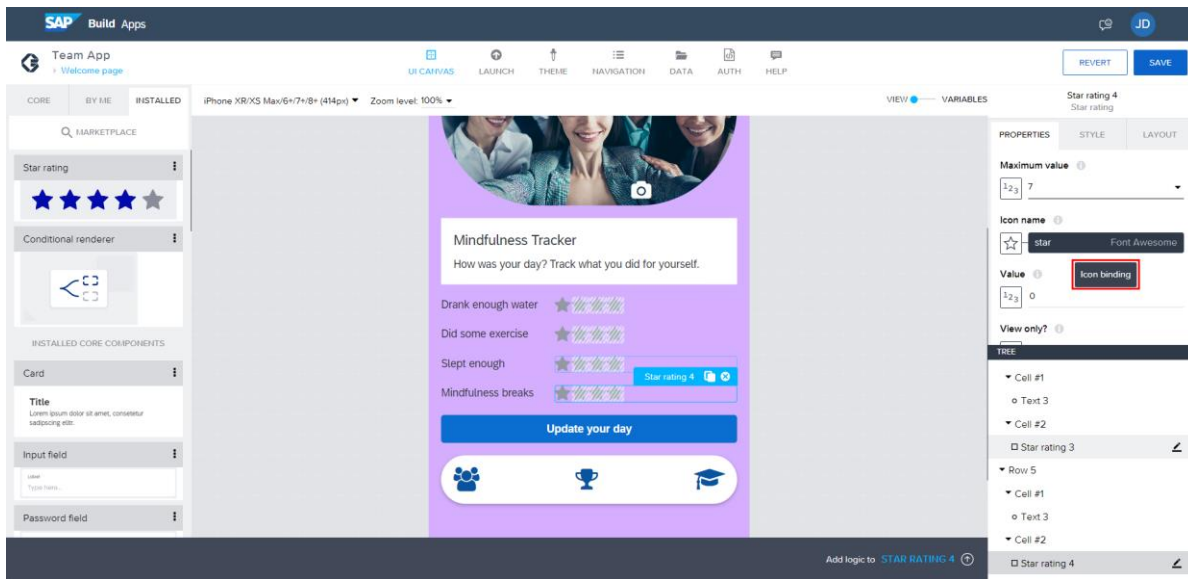 SAP Build Apps
JD
Team App
> Welcome page
UI CANVAS LAUNCH THEME NAVIGATION DATA AUTH HELP
REVERT SAVE
CORE BY ME INSTALLED
iPhone XR/XS Max/6+/7+/8+ (414px) Zoom level: 100%
VIEW VARIABLES
Star rating 4
Star rating
MARKETPLACE
PROPERTIES STYLE LAYOUT
Star rating
Maximum value
123 7
Icon name
star Font Awesome
Conditional renderer
Mindfulness Tracker
How was your day? Track what you did for yourself.
Value
Icon binding
123 0
Drank enough water
View only?
Did some exercise
INSTALLED CORE COMPONENTS
TREE
Slept enough
Card
Star rating 4
Cell #1
Mindfulness breaks
Title
Lorem ipsum dolor sit amet, consetetur
sadipscing elitr.
Text 3
Cell #2
Update your day
Star rating 3
Input field
Row 5
Label
Type here..
Cell #1
Text 3
Password field
Cell #2
Add logic to STAR RATING 4
Star rating 4